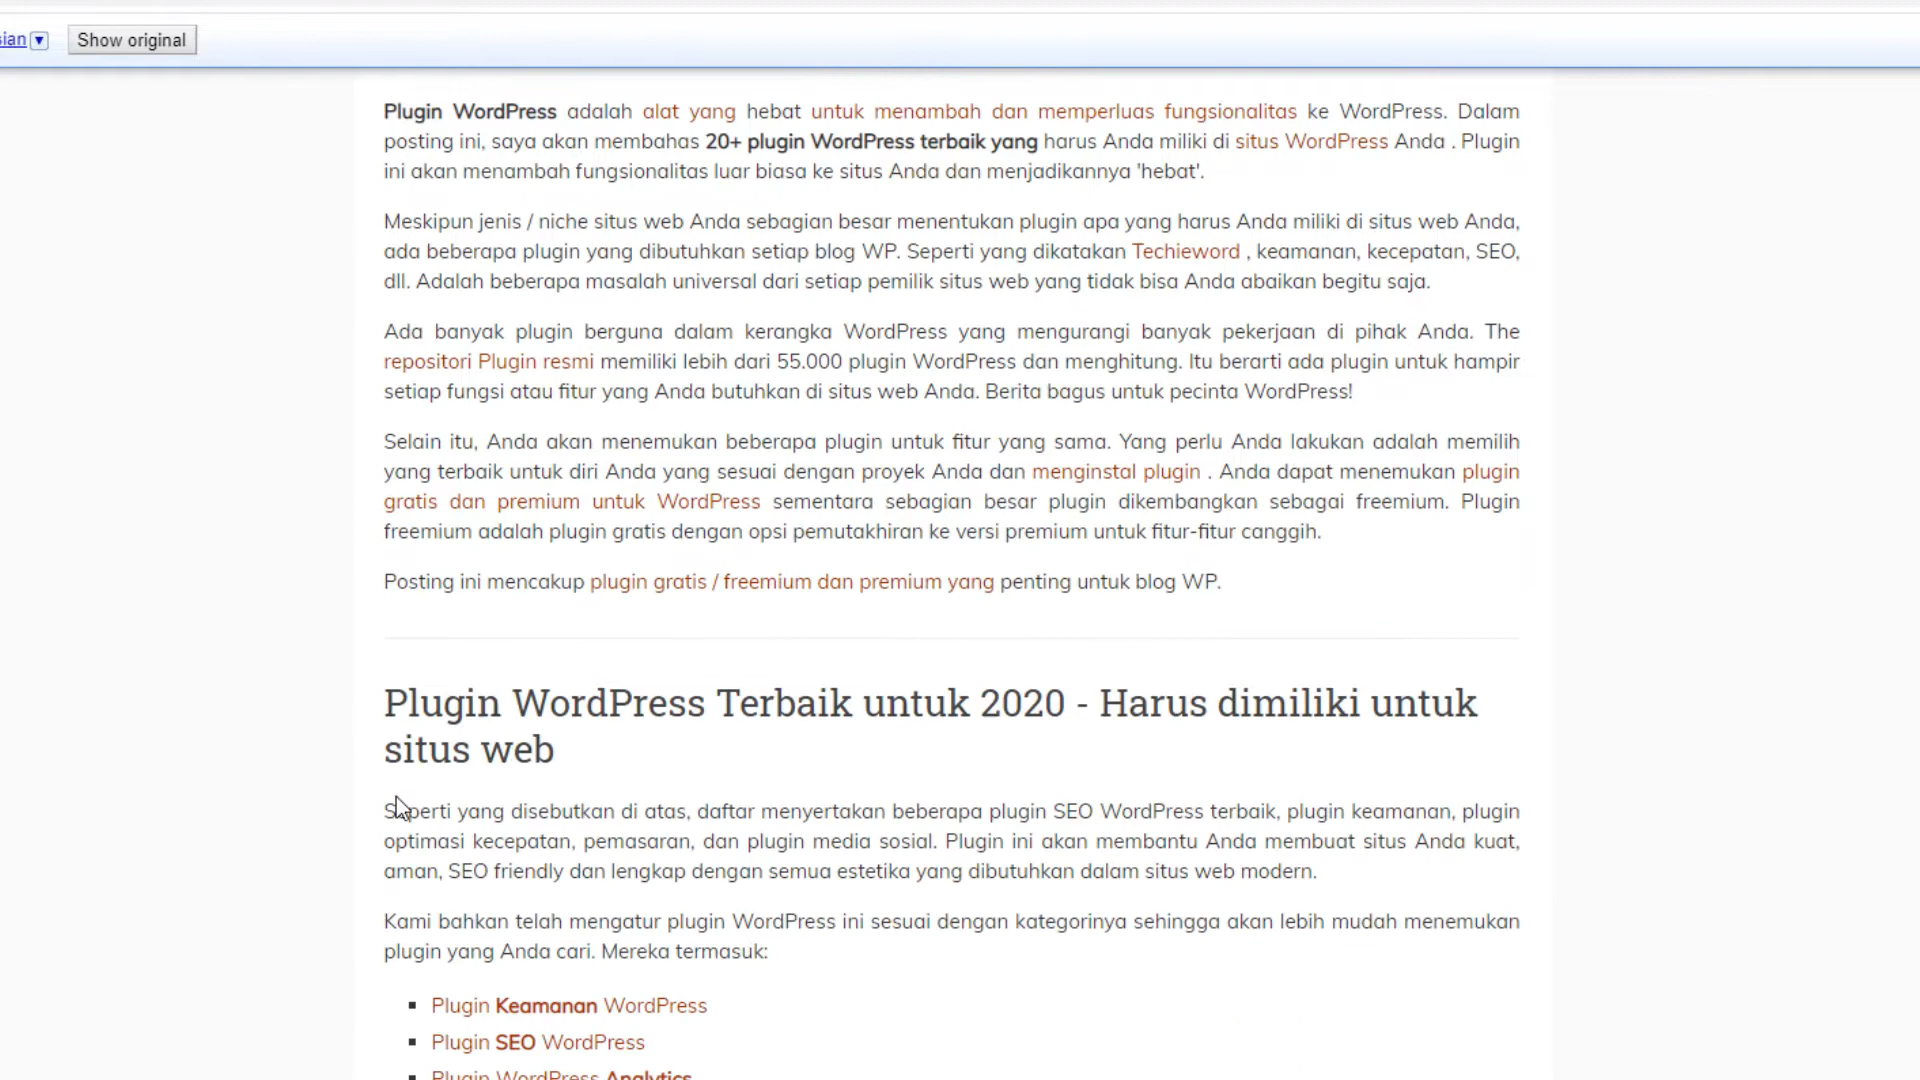 sian
Show original
Plugin WordPress adalah alat yang hebat untuk menambah dan memperluas fungsionalitas ke WordPress. Dalam
posting ini, saya akan membahas 20+ plugin WordPress terbaik yang harus Anda miliki di situs WordPress Anda . Plugin
ini akan menambah fungsionalitas luar biasa ke situs Anda dan menjadikannya 'hebat'.
Meskipun jenis / niche situs web Anda sebagian besar menentukan plugin apa yang harus Anda miliki di situs web Anda,
ada beberapa plugin yang dibutuhkan setiap blog WP. Seperti yang dikatakan Techieword , keamanan, kecepatan, SEO,
dll. Adalah beberapa masalah universal dari setiap pemilik situs web yang tidak bisa Anda abaikan begitu saja.
Ada banyak plugin berguna dalam kerangka WordPress yang mengurangi banyak pekerjaan di pihak Anda. The
repositori Plugin resmi memiliki lebih dari 55.000 plugin WordPress dan menghitung. Itu berarti ada plugin untuk hampir
setiap fungsi atau fitur yang Anda butuhkan di situs web Anda. Berita bagus untuk pecinta WordPress!
Selain itu, Anda akan menemukan beberapa plugin untuk fitur yang sama. Yang perlu Anda lakukan adalah memilih
yang terbaik untuk diri Anda yang sesuai dengan proyek Anda dan menginstal plugin . Anda dapat menemukan plugin
gratis dan premium untuk WordPress sementara sebagian besar plugin dikembangkan sebagai freemium. Plugin
freemium adalah plugin gratis dengan opsi pemutakhiran ke versi premium untuk fitur-fitur canggih.
Posting ini mencakup plugin gratis / freemium dan premium yang penting untuk blog WP.
Plugin WordPress Terbaik untuk 2020 - Harus dimiliki untuk
situs web
Seperti yang disebutkan di atas, daftar menyertakan beberapa plugin SEO WordPress terbaik, plugin keamanan, plugin
optimasi kecepatan, pemasaran, dan plugin media sosial. Plugin ini akan membantu Anda membuat situs Anda kuat,
aman, SEO friendly dan lengkap dengan semua estetika yang dibutuhkan dalam situs web modern.
Kami bahkan telah mengatur plugin WordPress ini sesuai dengan kategorinya sehingga akan lebih mudah menemukan
plugin yang Anda cari. Mereka termasuk:
Plugin Keamanan WordPress
Plugin SEO WordPress
Plugin WordPress Analytics